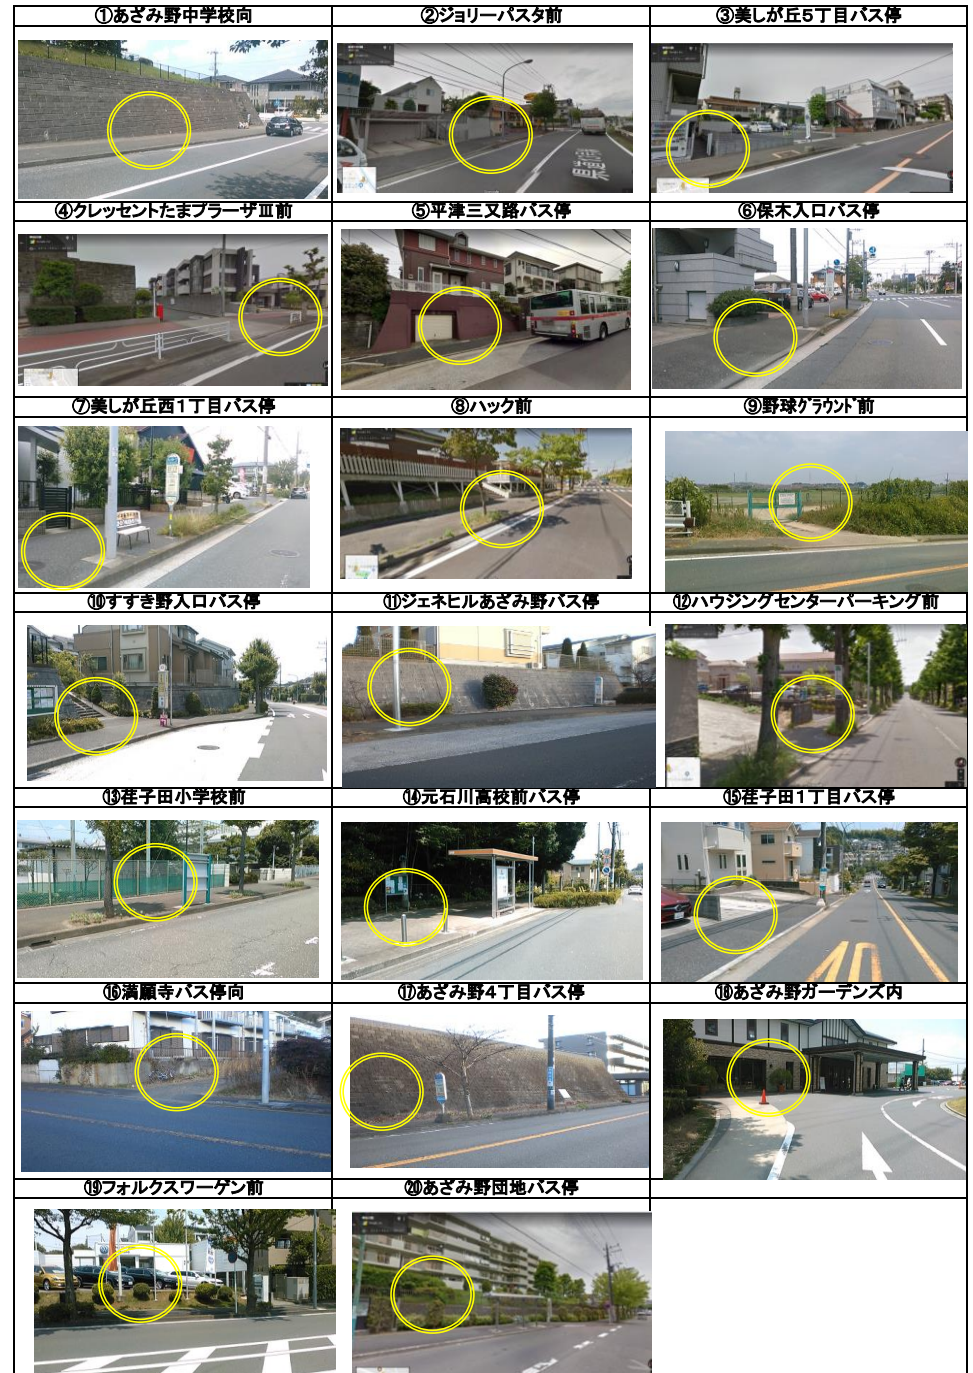 ①あざみ野中学校向
②ジョリーパスタ前
③美しが丘5丁目バス停
④クレッセントたまプラーザⅢ前
⑤平津三又路バス停
⑥保木入口バス停
⑦美しが丘西1丁目バス停
⑧ハック前
⑨野球グラウンド前
⑩すすき野入口バス停
⑪ジェネヒルあざみ野バス停
⑫ハウジングセンターパーキング前
⑬荏子田小学校前
⑭元石川高校前バス停
⑮荏子田1丁目バス停
40
⑯満願寺バス停向
⑰あざみ野4丁目バス停
⑱あざみ野ガーデンズ内
⑲フォルクスワーゲン前
⑳あざみ野団地バス停